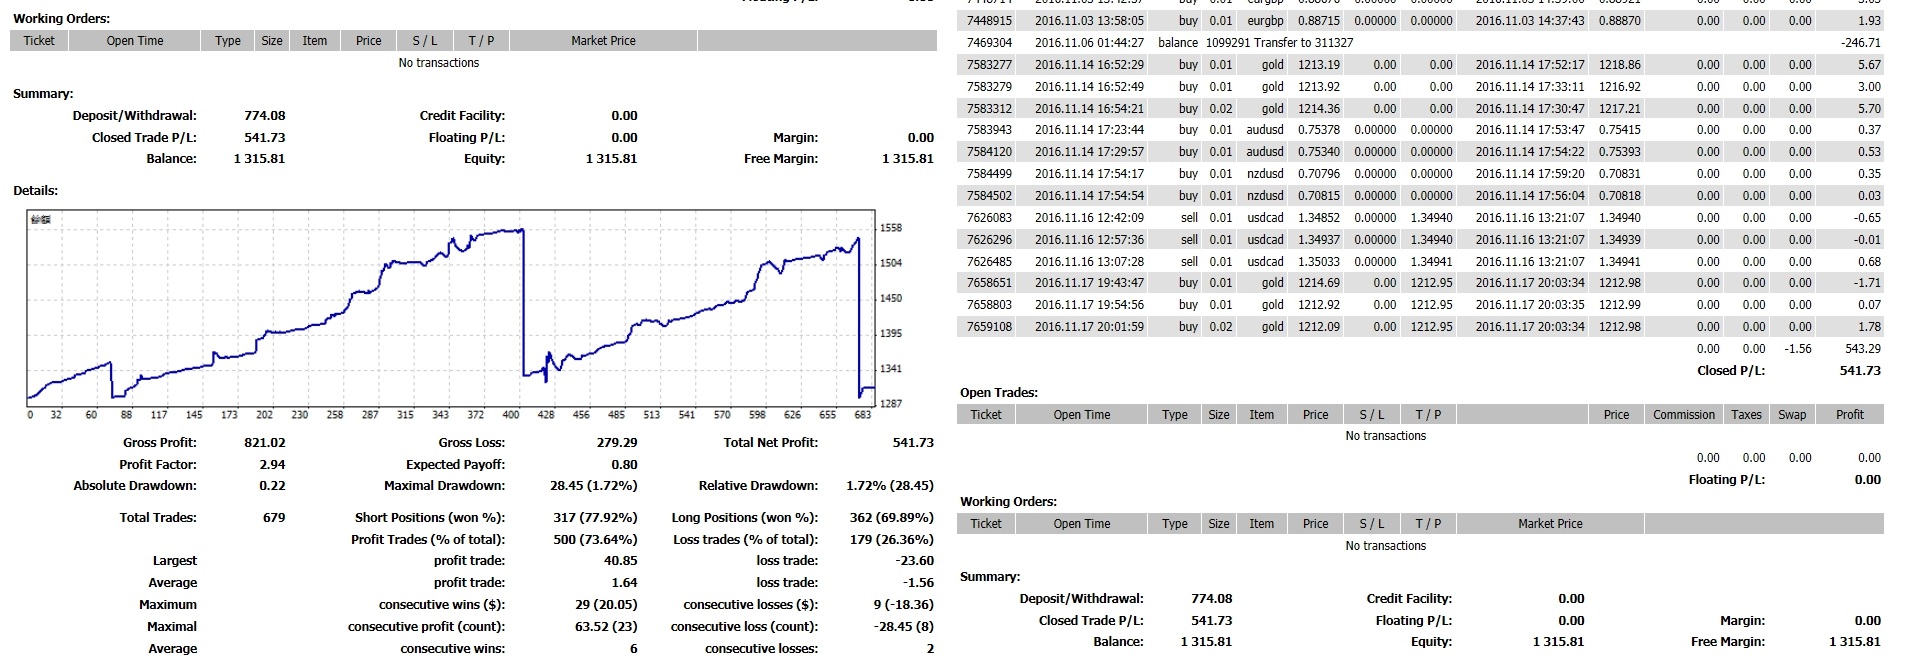 Working Orders:
Ticket Open Time Type Size Item Price S / L T / P Market Price
No transactions
Summary:
Deposit/Withdrawal: 774.08 Credit Facility: 0.00
Closed Trade P/L: 541.73 Floating P/L: 0.00 Margin: 0.00
Balance: 1 315.81 Equity: 1 315.81 Free Margin: 1 315.81
Details:
餘額
1558
1504
1450
1395
1341
1287
0 32 60 88 117 145 173 202 230 258 287 315 343 372 400 428 456 485 513 541 570 598 626 655 683
Gross Profit: 821.02 Gross Loss: 279.29 Total Net Profit: 541.73
Profit Factor: 2.94 Expected Payoff: 0.80
Absolute Drawdown: 0.22 Maximal Drawdown: 28.45 (1.72%) Relative Drawdown: 1.72% (28.45)
Total Trades: 679 Short Positions (won %): 317 (77.92%) Long Positions (won %): 362 (69.89%)
Profit Trades (% of total): 500 (73.64%) Loss trades (% of total): 179 (26.36%)
Largest profit trade: 40.85 loss trade: -23.60
Average profit trade: 1.64 loss trade: -1.56
Maximum consecutive wins ($): 29 (20.05) consecutive losses ($): 9 (-18.36)
Maximal consecutive profit (count): 63.52 (23) consecutive loss (count): -28.45 (8)
Average consecutive wins: 6 consecutive losses: 2
7448915 2016.11.03 13:58:05 buy 0.01 eurgbp 0.88715 0.00000 0.00000 2016.11.03 14:37:43 0.88870 0.00 0.00 0.00 1.93
7469304 2016.11.06 01:44:27 balance 1099291 Transfer to 311327 -246.71
7583277 2016.11.14 16:52:29 buy 0.01 gold 1213.19 0.00 0.00 2016.11.14 17:52:17 1218.86 0.00 0.00 0.00 5.67
7583279 2016.11.14 16:52:49 buy 0.01 gold 1213.92 0.00 0.00 2016.11.14 17:33:11 1216.92 0.00 0.00 0.00 3.00
7583312 2016.11.14 16:54:21 buy 0.02 gold 1214.36 0.00 0.00 2016.11.14 17:30:47 1217.21 0.00 0.00 0.00 5.70
7583943 2016.11.14 17:23:44 buy 0.01 audusd 0.75378 0.00000 0.00000 2016.11.14 17:53:47 0.75415 0.00 0.00 0.00 0.37
7584120 2016.11.14 17:29:57 buy 0.01 audusd 0.75340 0.00000 0.00000 2016.11.14 17:54:22 0.75393 0.00 0.00 0.00 0.53
7584499 2016.11.14 17:54:17 buy 0.01 nzdusd 0.70796 0.00000 0.00000 2016.11.14 17:59:20 0.70831 0.00 0.00 0.00 0.35
7584502 2016.11.14 17:54:54 buy 0.01 nzdusd 0.70815 0.00000 0.00000 2016.11.14 17:56:04 0.70818 0.00 0.00 0.00 0.03
7626083 2016.11.16 12:42:09 sell 0.01 usdcad 1.34852 0.00000 1.34940 2016.11.16 13:21:07 1.34940 0.00 0.00 0.00 -0.65
7626296 2016.11.16 12:57:36 sell 0.01 usdcad 1.34937 0.00000 1.34940 2016.11.16 13:21:07 1.34939 0.00 0.00 0.00 -0.01
7626485 2016.11.16 13:07:28 sell 0.01 usdcad 1.35033 0.00000 1.34941 2016.11.16 13:21:07 1.34941 0.00 0.00 0.00 0.68
7658651 2016.11.17 19:43:47 buy 0.01 gold 1214.69 0.00 1212.95 2016.11.17 20:03:34 1212.98 0.00 0.00 0.00 -1.71
7658803 2016.11.17 19:54:56 buy 0.01 gold 1212.92 0.00 1212.95 2016.11.17 20:03:35 1212.99 0.00 0.00 0.00 0.07
7659108 2016.11.17 20:01:59 buy 0.02 gold 1212.09 0.00 1212.95 2016.11.17 20:03:34 1212.98 0.00 0.00 0.00 1.78
0.00 0.00 -1.56 543.29
Closed P/L: 541.73
Open Trades:
Ticket Open Time Type Size Item Price S / L T / P Price Commission Taxes Swap Profit
No transactions
0.00 0.00 0.00 0.00
Floating P/L: 0.00
Working Orders:
Ticket Open Time Type Size Item Price S / L T / P Market Price
No transactions
Summary:
Deposit/Withdrawal: 774.08 Credit Facility: 0.00
Closed Trade P/L: 541.73 Floating P/L: 0.00 Margin: 0.00
Balance: 1 315.81 Equity: 1 315.81 Free Margin: 1 315.81